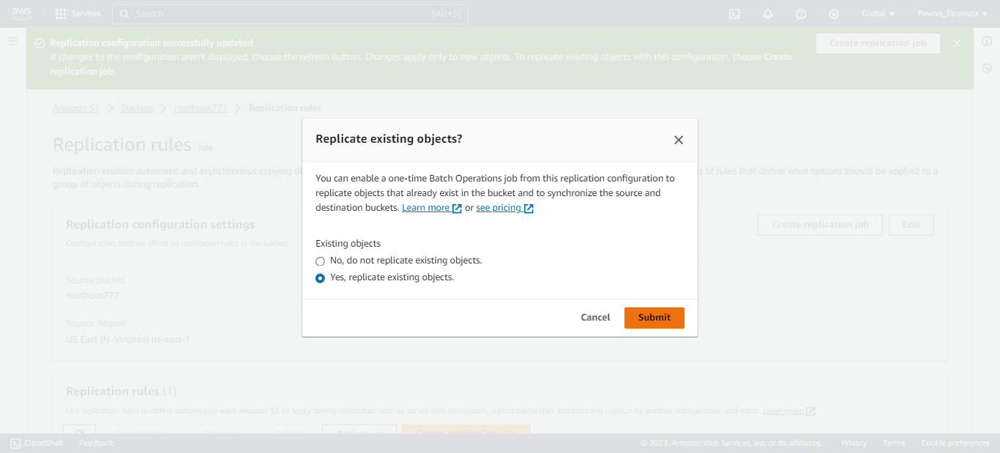 aws
Services
Search
[Alt+S]
Global
Pawan_Tirumala
Replication configuration successfully updated
If changes to the configuration aren't displayed, choose the refresh button. Changes apply only to new objects. To replicate existing objects with this configuration, choose Create
replication job.
Create replication job
Amazon S3 > Buckets > roothoot777 > Replication rules
Replication rules Info
Replication enables automatic and asynchronous copying of
et of rules that define what options should be applied to a
group of objects during replication.
Replicate existing objects?
You can enable a one-time Batch Operations job from this replication configuration to
replicate objects that already exist in the bucket and to synchronize the source and
destination buckets. Learn more or see pricing
Existing objects
No, do not replicate existing objects.
Yes, replicate existing objects.
Cancel
Submit
Replication configuration settings
Create replication job
Edit
Configuration settings affect all replication rules in the bucket.
Source bucket
roothoot777
Source Region
US East (N. Virginia) us-east-1
Replication rules (1)
Use replication rules to define options you want Amazon S3 to apply during replication such as server-side encryption, replica ownership, transitioning replicas to another storage class, and more. Learn more
View details
Edit rule
Delete
Actions
Create replication rule
CloudShell
Feedback
© 2023, Amazon Web Services, Inc. or its affiliates.
Privacy
Terms
Cookie preferences